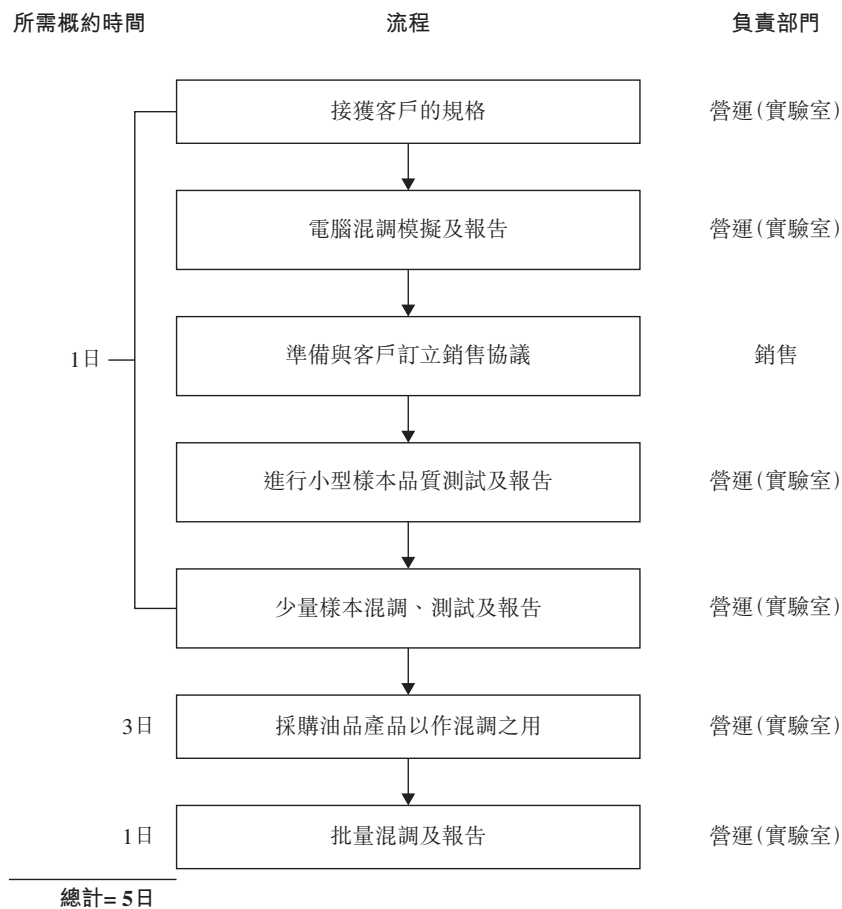 所需概約時間 流程 負責部門
接獲客戶的規格 營運(實驗室)
電腦混調模擬及報告 營運(實驗室)
1日 準備與客戶訂立銷售協議 銷售
進行小型樣本品質測試及報告 營運(實驗室)
少量樣本混調、測試及報告 營運(實驗室)
3日 採購油品產品以作混調之用 營運(實驗室)
1日 批量混調及報告 營運(實驗室)
總計= 5日